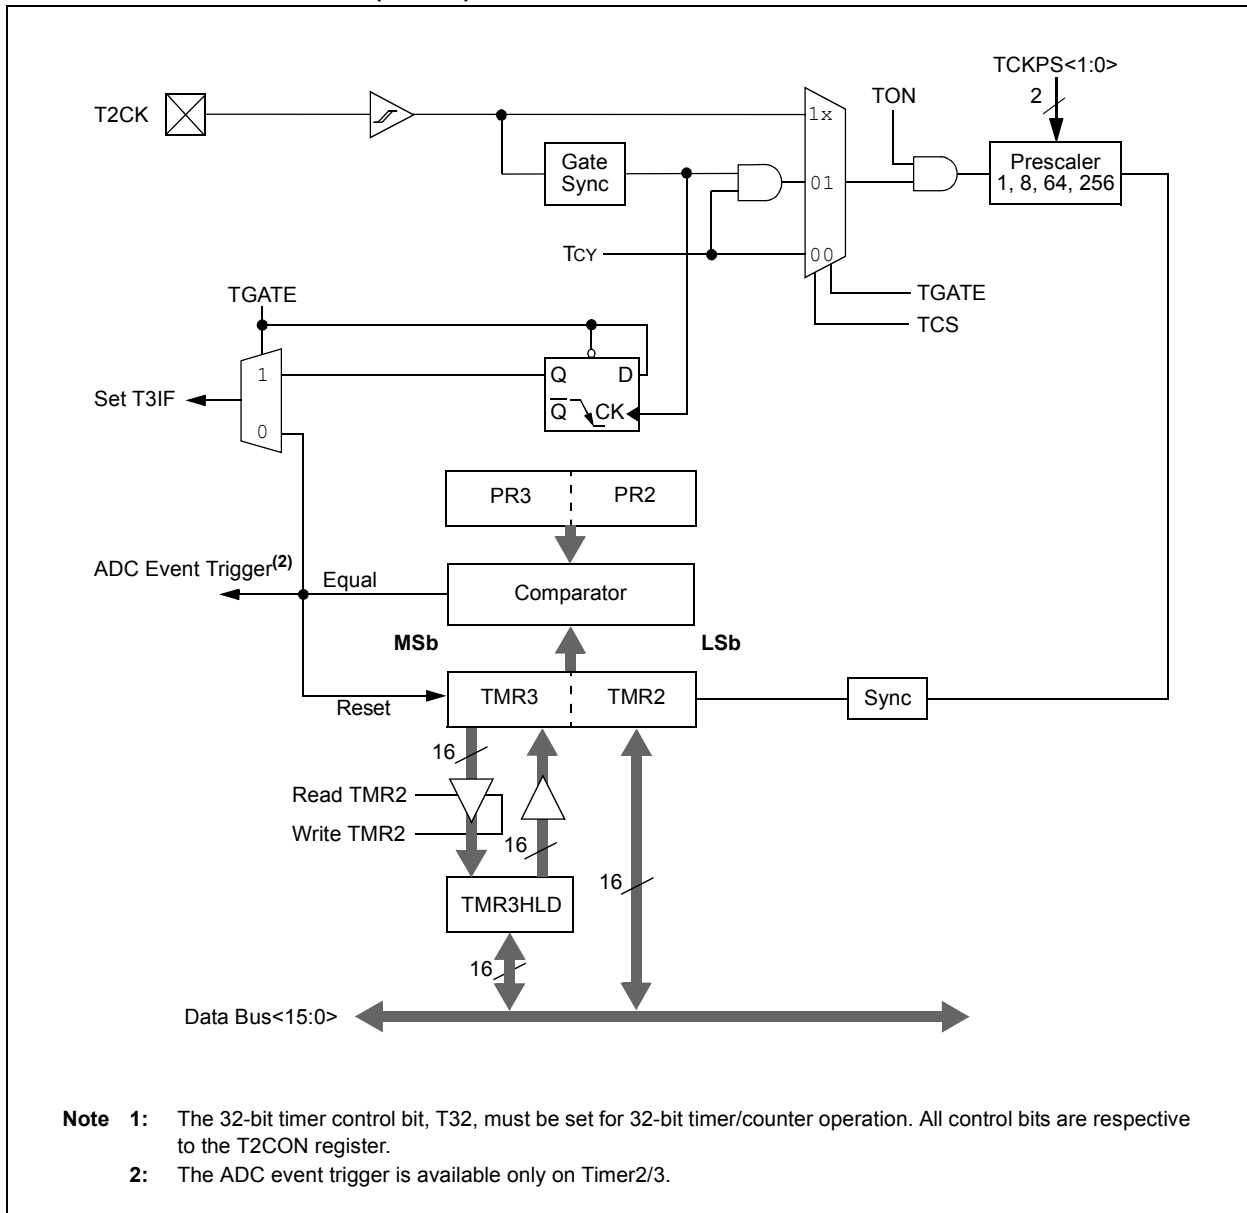 TCKPS<1:0>
2
TON
T2CK
1x
Gate
Sync
Prescaler
1, 8, 64, 256
01
TCY
00
TGATE
TCS
TGATE
1
Q D
Set T3IF
Q CK
0
PR3 PR2
ADC Event Trigger(2)
Equal
Comparator
MSb LSb
TMR3 TMR2
Sync
Reset
16
Read TMR2
Write TMR2
16
16
TMR3HLD
16
Data Bus<15:0>
Note 1: The 32-bit timer control bit, T32, must be set for 32-bit timer/counter operation. All control bits are respective
to the T2CON register.
2: The ADC event trigger is available only on Timer2/3.